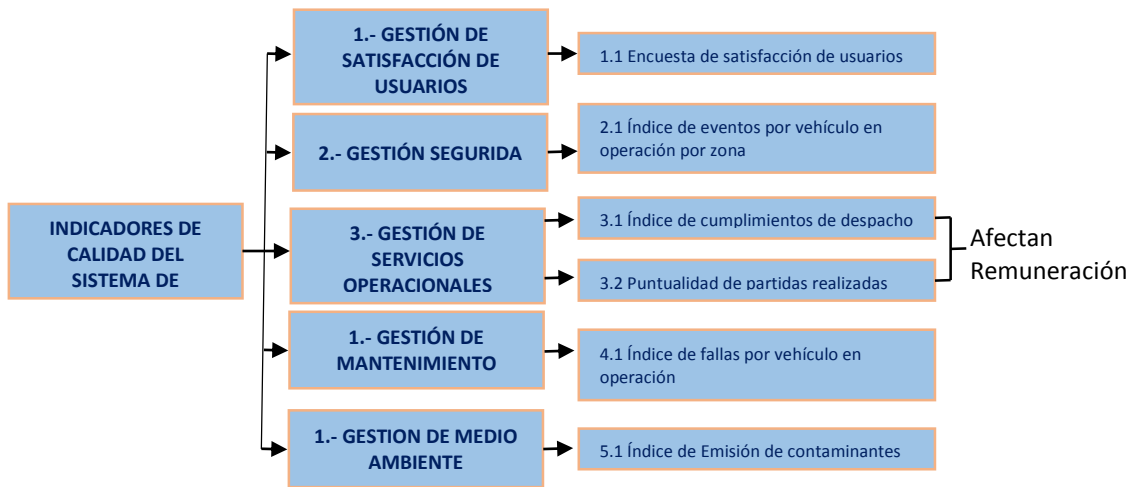 INDICADORES DE
CALIDAD DEL
SISTEMA DE
1.- GESTIÓN DE
SATISFACCIÓN DE
USUARIOS
1.1 Encuesta de satisfacción de usuarios
2.- GESTIÓN SEGURIDA
2.1 Índice de eventos por vehículo en
operación por zona
3.- GESTIÓN DE
SERVICIOS
OPERACIONALES
3.1 Índice de cumplimientos de despacho
3.2 Puntualidad de partidas realizadas
Afectan
Remuneración
1.- GESTIÓN DE
MANTENIMIENTO
4.1 Índice de fallas por vehículo en
operación
1.- GESTION DE MEDIO
AMBIENTE
5.1 Índice de Emisión de contaminantes